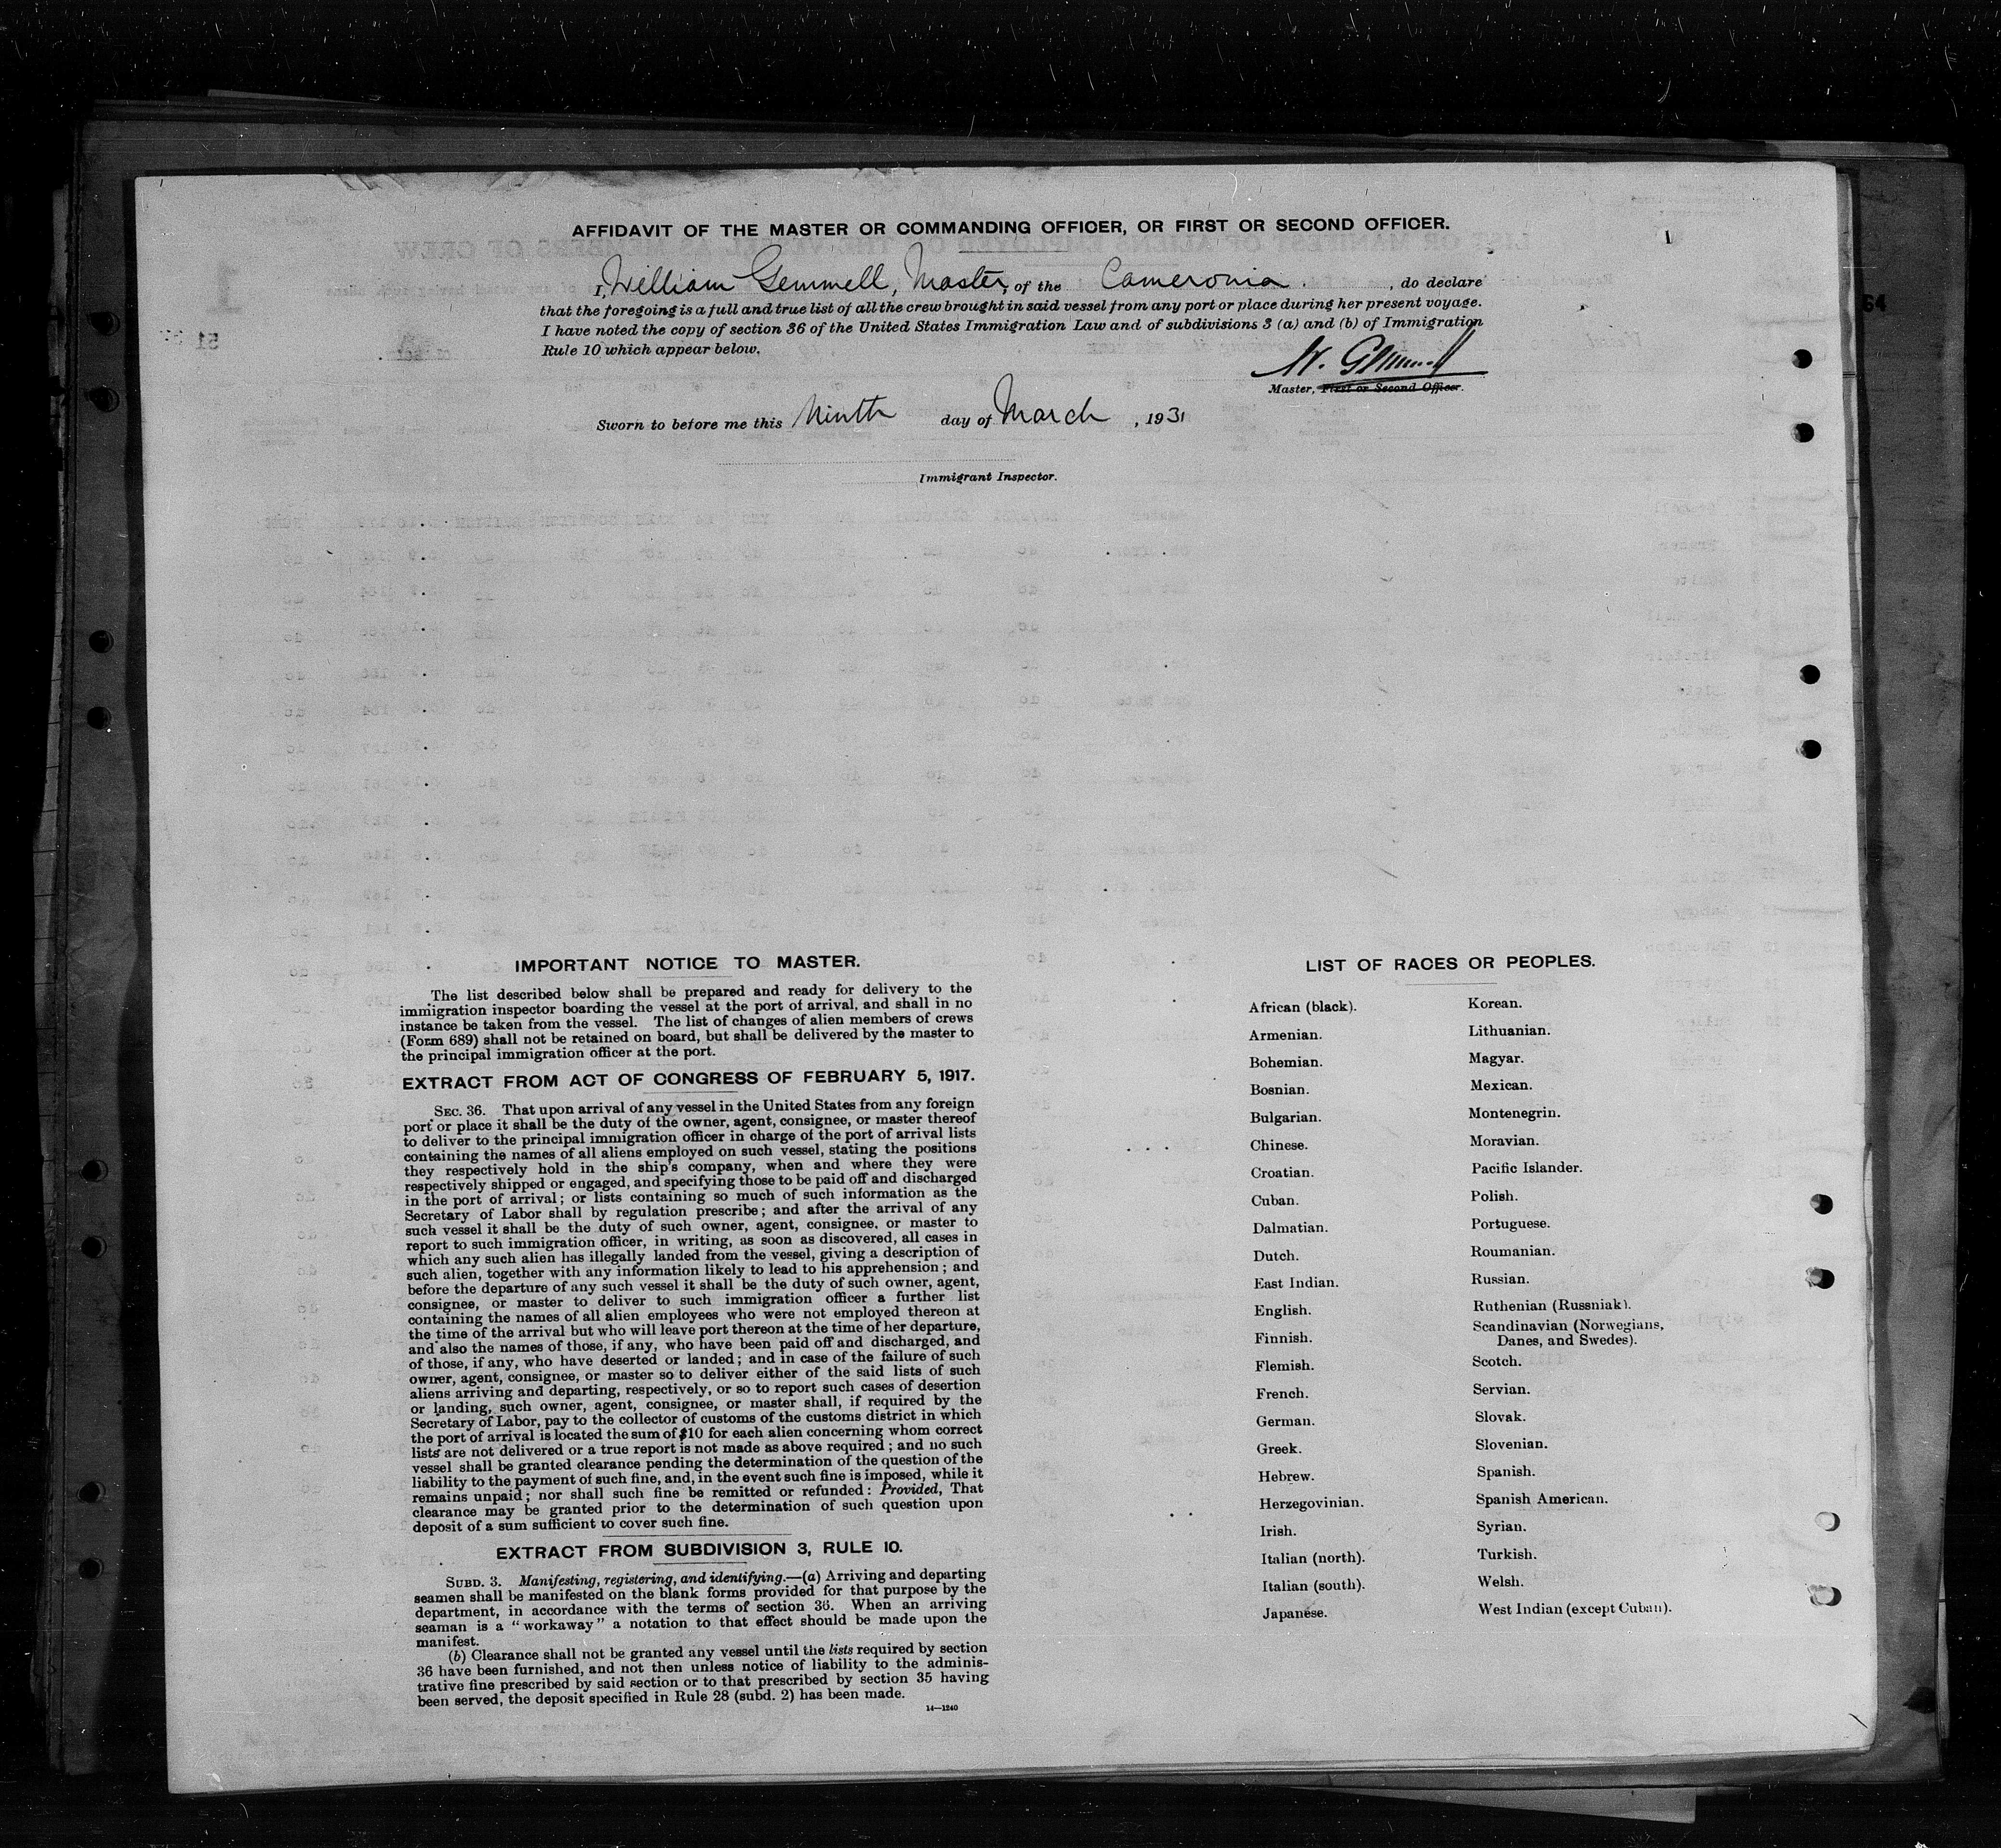 AFFIDAVIT OF THE MASTER OR COMMANDING OFFICER, OR FIRST OR SECOND OFFICER.
I, William Gemmell, Master, of the Cameronia, do declare
that the foregoing is a full and true list of all the crew brought in said vessel from any port or place during her present voyage.
I have noted the copy of section 36 of the United States Immigration Law and of subdivisions 3 (a) and (b) of Immigration
Rule 10 which appear below.
W. Gemmell
Master, First or Second Officer.
Sworn to before me this Ninth day of March, 1931
Immigrant Inspector.
64
IMPORTANT NOTICE TO MASTER.
The list described below shall be prepared and ready for delivery to the
immigration inspector boarding the vessel at the port of arrival, and shall in no
instance be taken from the vessel. The list of changes of alien members of crews
(Form 689) shall not be retained on board, but shall be delivered by the master to
the principal immigration officer at the port.
EXTRACT FROM ACT OF CONGRESS OF FEBRUARY 5, 1917.
SEC. 36. That upon arrival of any vessel in the United States from any foreign
port or place it shall be the duty of the owner, agent, consignee, or master thereof
to deliver to the principal immigration officer in charge of the port of arrival lists
containing the names of all aliens employed on such vessel, stating the positions
they respectively hold in the ship's company, when and where they were
respectively shipped or engaged, and specifying those to be paid off and discharged
in the port of arrival; or lists containing so much of such information as the
Secretary of Labor shall by regulation prescribe; and after the arrival of any
such vessel it shall be the duty of such owner, agent, consignee, or master to
report to such immigration officer, in writing, as soon as discovered, all cases in
which any such alien has illegally landed from the vessel, giving a description of
such alien, together with any information likely to lead to his apprehension; and
before the departure of any such vessel it shall be the duty of such owner, agent,
consignee, or master to deliver to such immigration officer a further list
containing the names of all alien employees who were not employed thereon at
the time of the arrival but who will leave port thereon at the time of her departure,
and also the names of those, if any, who have been paid off and discharged, and
of those, if any, who have deserted or landed; and in case of the failure of such
owner, agent, consignee, or master so to deliver either of the said lists of such
aliens arriving and departing, respectively, or so to report such cases of desertion
or landing, such owner, agent, consignee, or master shall, if required by the
Secretary of Labor, pay to the collector of customs of the customs district in which
the port of arrival is located the sum of $10 for each alien concerning whom correct
lists are not delivered or a true report is not made as above required; and no such
vessel shall be granted clearance pending the determination of the question of the
liability to the payment of such fine, and, in the event such fine is imposed, while it
remains unpaid; nor shall such fine be remitted or refunded: Provided, That
clearance may be granted prior to the determination of such question upon
deposit of a sum sufficient to cover such fine.
EXTRACT FROM SUBDIVISION 3, RULE 10.
SUBD. 3. Manifesting, registering, and identifying.—(a) Arriving and departing
seamen shall be manifested on the blank forms provided for that purpose by the
department, in accordance with the terms of section 36. When an arriving
seaman is a "workaway" a notation to that effect should be made upon the
manifest.
(b) Clearance shall not be granted any vessel until the lists required by section
36 have been furnished, and not then unless notice of liability to the adminis-
trative fine prescribed by said section or to that prescribed by section 35 having
been served, the deposit specified in Rule 28 (subd. 2) has been made.
14—1240
LIST OF RACES OR PEOPLES.
African (black).
Armenian.
Bohemian.
Bosnian.
Bulgarian.
Chinese.
Croatian.
Cuban.
Dalmatian.
Dutch.
East Indian.
English.
Finnish.
Flemish.
French.
German.
Greek.
Hebrew.
Herzegovinian.
Irish.
Italian (north).
Italian (south).
Japanese.
Korean.
Lithuanian.
Magyar.
Mexican.
Montenegrin.
Moravian.
Pacific Islander.
Polish.
Portuguese.
Roumanian.
Russian.
Ruthenian (Russniak).
Scandinavian (Norwegians,
Danes, and Swedes).
Scotch.
Servian.
Slovak.
Slovenian.
Spanish.
Spanish American.
Syrian.
Turkish.
Welsh.
West Indian (except Cuban).